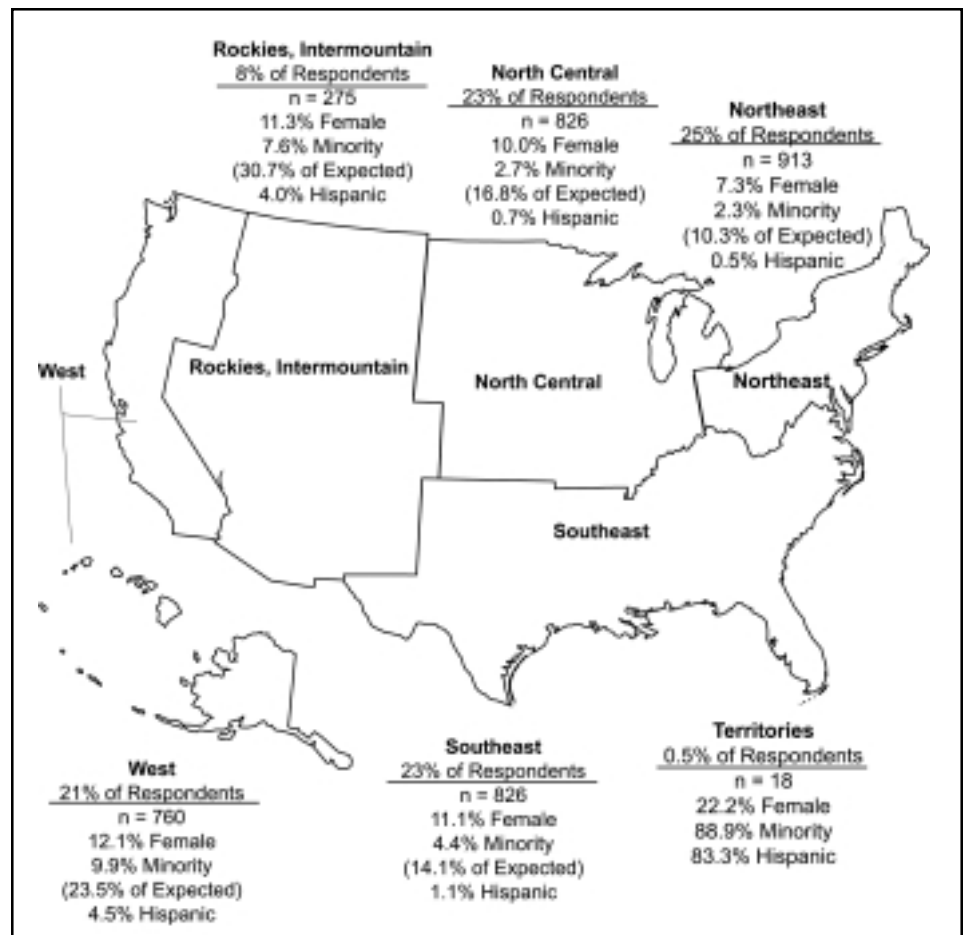 Rockies, Intermountain
8% of Respondents
n = 275
11.3% Female
7.6% Minority
(30.7% of Expected)
4.0% Hispanic
North Central
23% of Respondents
n = 826
10.0% Female
2.7% Minority
(16.8% of Expected)
0.7% Hispanic
Northeast
25% of Respondents
n = 913
7.3% Female
2.3% Minority
(10.3% of Expected)
0.5% Hispanic
West
Rockies, Intermountain
North Central
Northeast
Southeast
West
21% of Respondents
n = 760
12.1% Female
9.9% Minority
(23.5% of Expected)
4.5% Hispanic
Southeast
23% of Respondents
n = 826
11.1% Female
4.4% Minority
(14.1% of Expected)
1.1% Hispanic
Territories
0.5% of Respondents
n = 18
22.2% Female
88.9% Minority
83.3% Hispanic